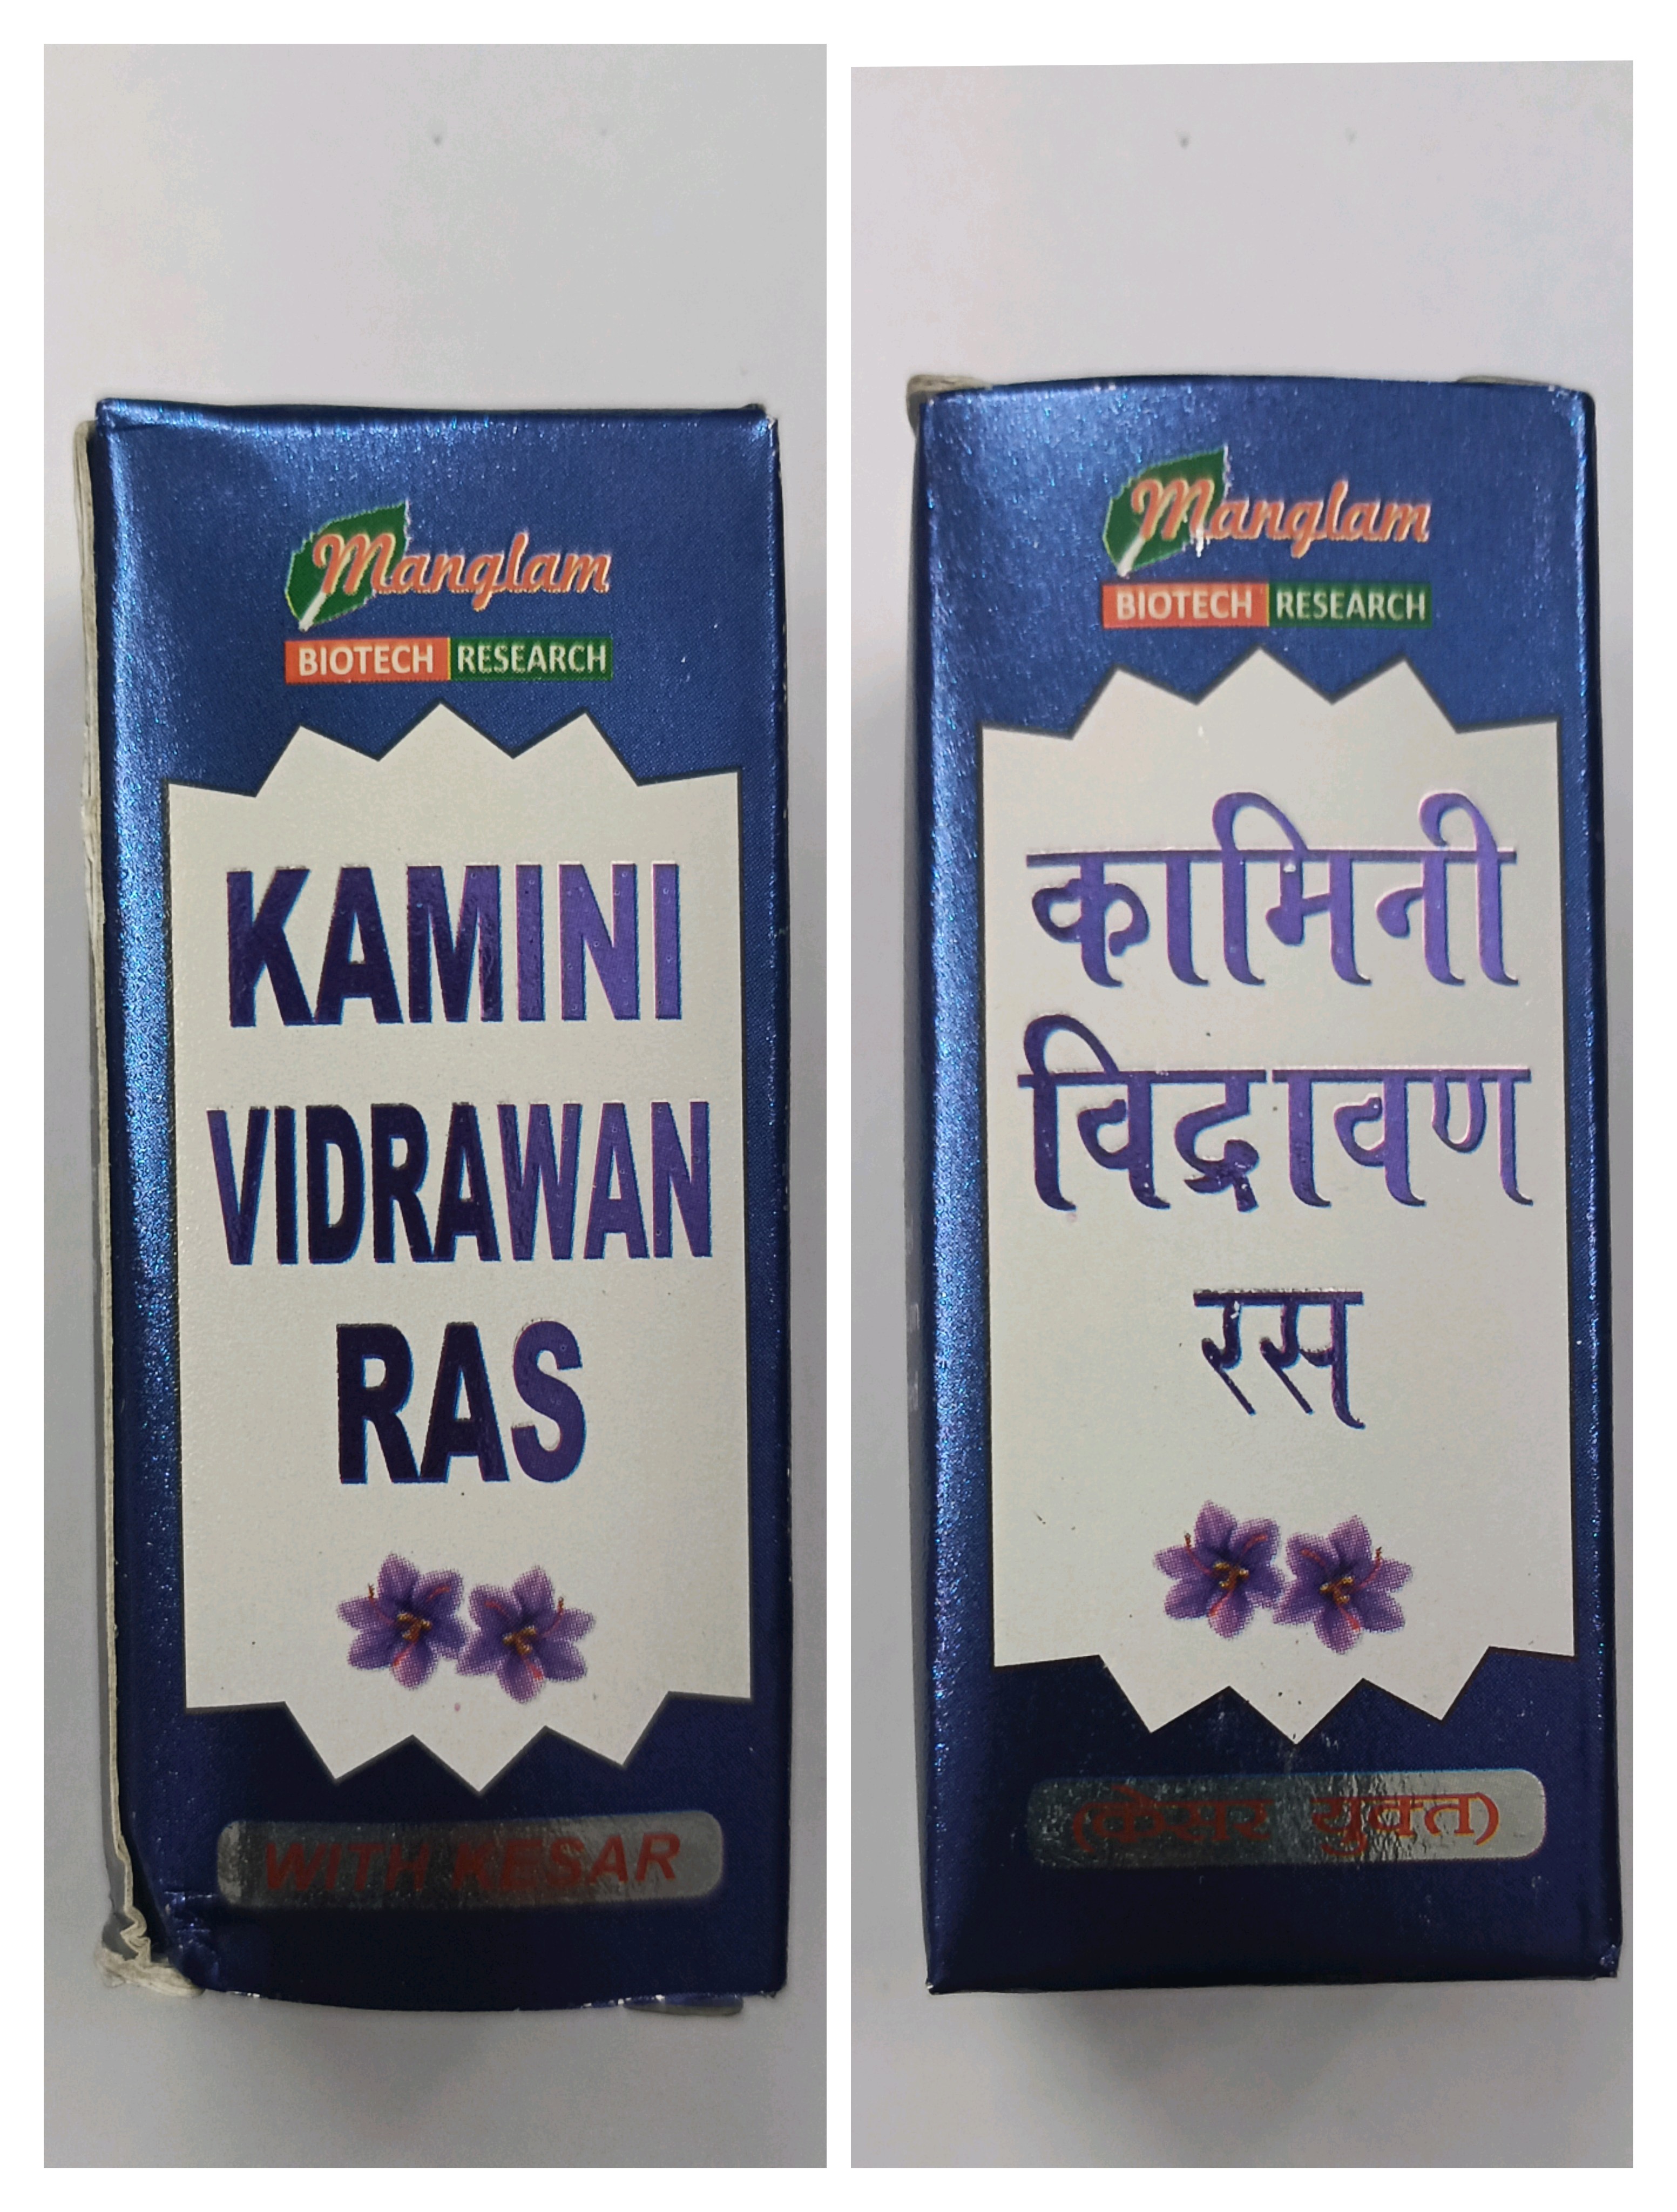 Manglam
BIOTECH RESEARCH
KAMINI
VIDRAWAN
RAS
WITH KESAR
Manglam
BIOTECH RESEARCH
कामिनी
विद्रावण
रस
(केसर युक्त)